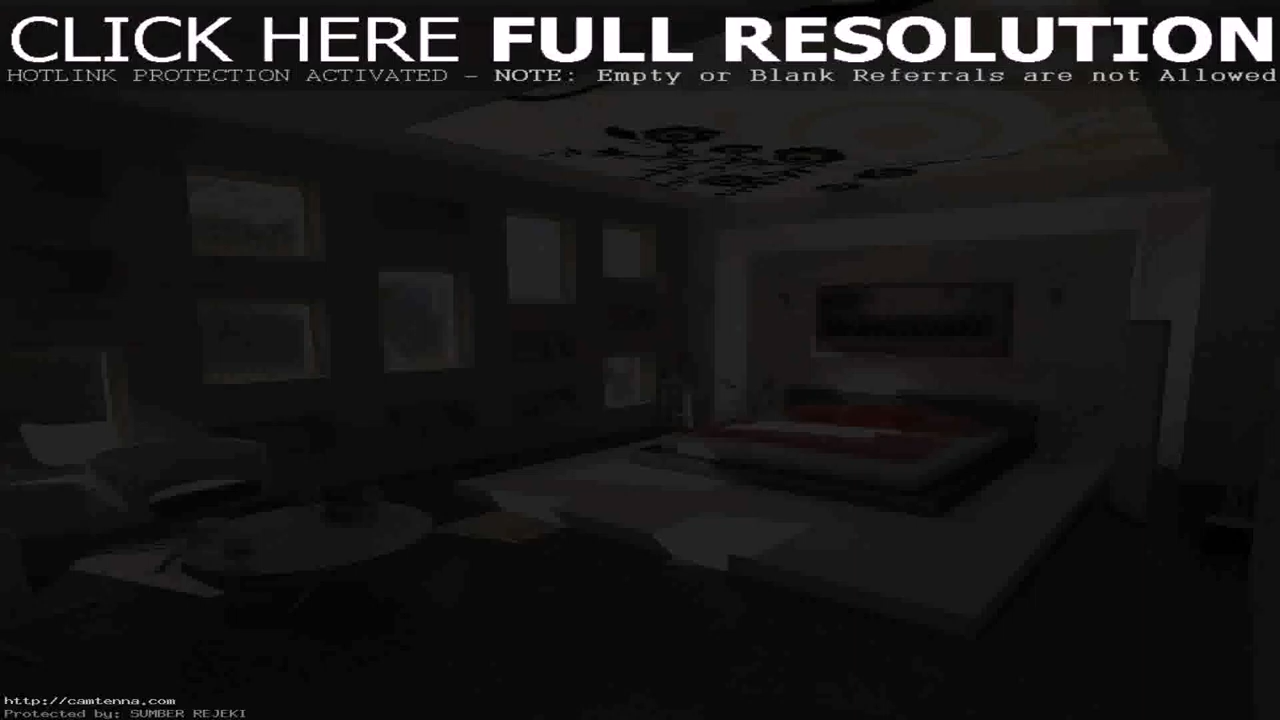 CLICK HERE FULL RESOLUTION
HOTLINK PROTECTION ACTIVATED - NOTE: Empty or Blank Referrals are not Allowed
http://camtenna.com
Protected by: SUMBER REJEKI